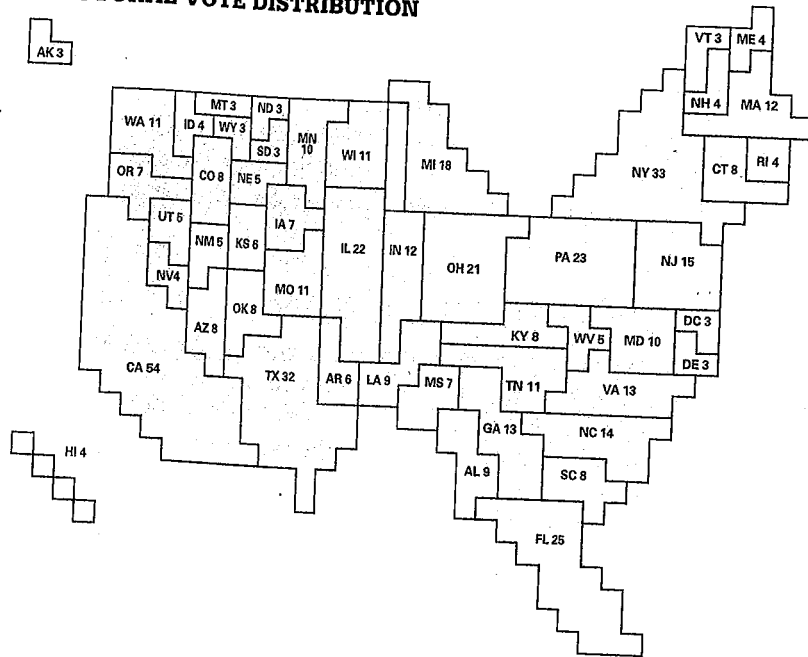 VOTE DISTRIBUTION
AK 3
VT 3
ME 4
NH 4
MA 12
MT 3
ND 3
WA 11
ID 4
WY 3
MN
10
SD 3
WI 11
MI 18
NY 33
CT 8
RI 4
OR 7
CO 8
NE 5
UT 5
IA 7
NM 5
KS 6
IL 22
IN 12
OH 21
PA 23
NJ 15
NV4
MO 11
OK 8
AZ 8
KY 8
WV 5
MD 10
DC 3
DE 3
CA 54
TX 32
AR 6
LA 9
MS 7
TN 11
VA 13
GA 13
NC 14
HI 4
AL 9
SC 8
FL 25